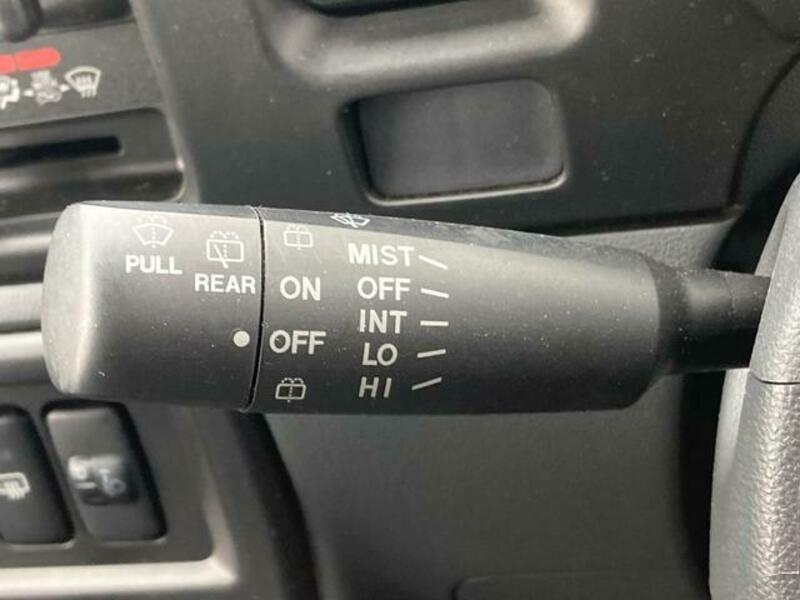 PULL
REAR
ON
OFF
MIST
OFF
INT
LO
HI